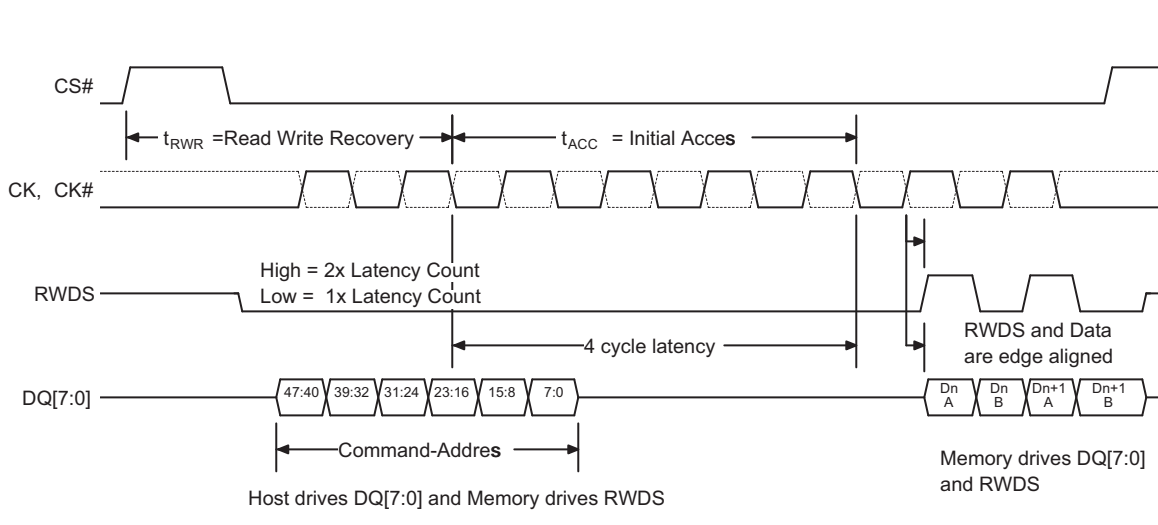 CS#
tRWR =Read Write Recovery
tACC = Initial Acces
CK, CK#
High = 2x Latency Count
Low = 1x Latency Count
RWDS
4 cycle latency
RWDS and Data
are edge aligned
DQ[7:0]
47:40 39:32 31:24 23:16 15:8 7:0
Dn A
Dn B
Dn+1 A
Dn+1 B
Command-Addres
Host drives DQ[7:0] and Memory drives RWDS
Memory drives DQ[7:0]
and RWDS